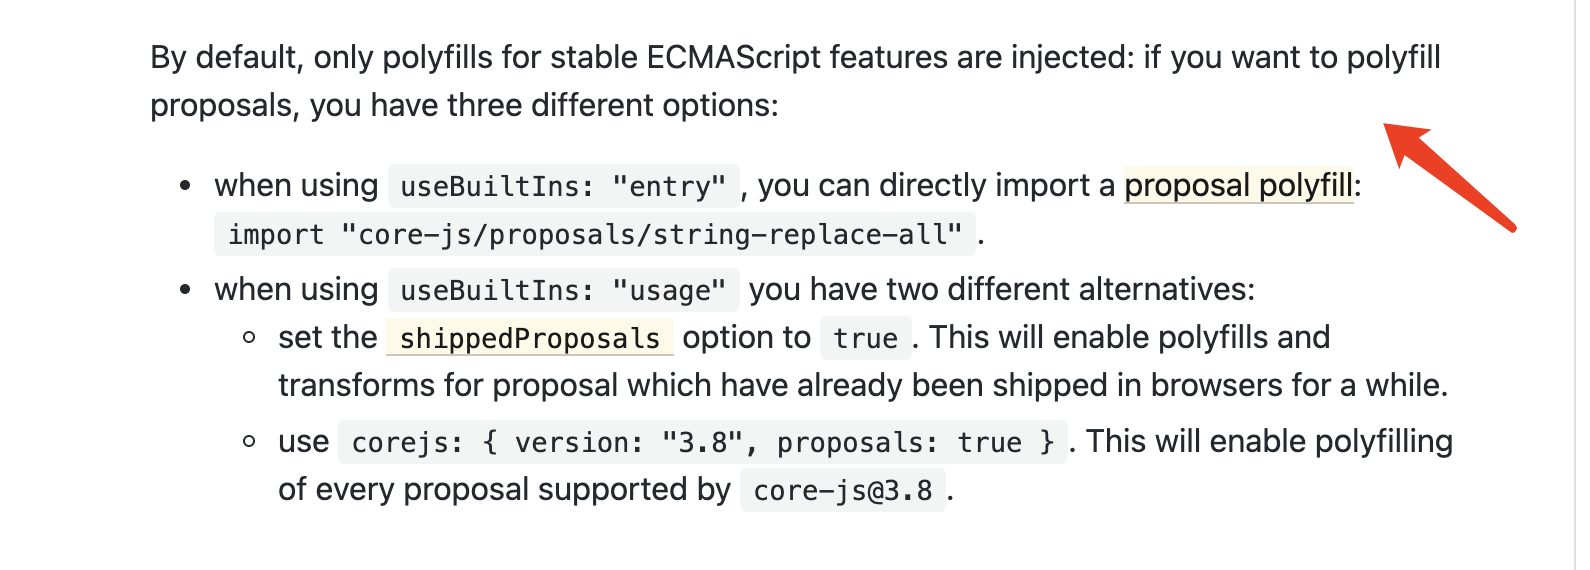 By default, only polyfills for stable ECMAScript features are injected: if you want to polyfill
proposals, you have three different options:
• when using useBuiltIns: "entry", you can directly import a proposal polyfill:
import "core-js/proposals/string-replace-all".
• when using useBuiltIns: "usage" you have two different alternatives:
◦ set the shippedProposals option to true. This will enable polyfills and
transforms for proposal which have already been shipped in browsers for a while.
◦ use corejs: { version: "3.8", proposals: true }. This will enable polyfilling
of every proposal supported by core-js@3.8.